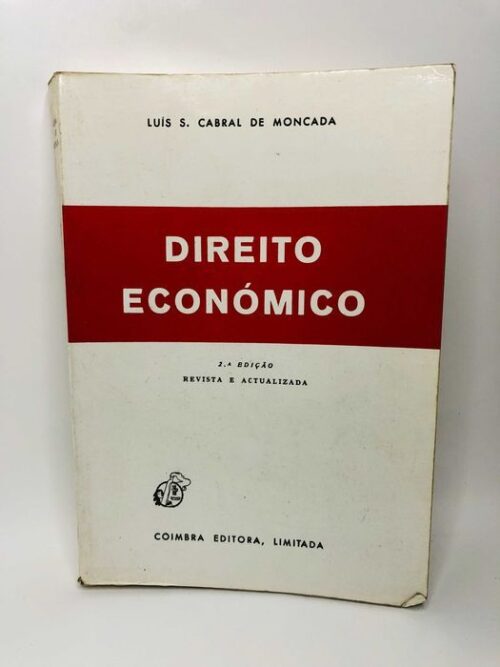 LUÍS S. CABRAL DE MONCADA
DIREITO
ECONÓMICO
2.ª EDIÇÃO
REVISTA E ACTUALIZADA
COIMBRA EDITORA, LIMITADA